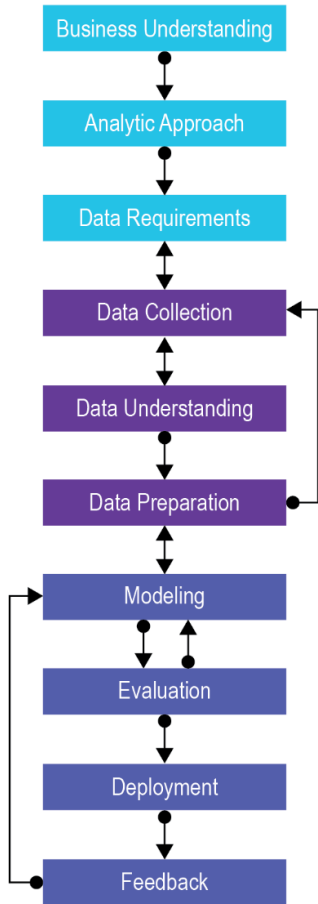 Business Understanding
Analytic Approach
Data Requirements
Data Collection
Data Understanding
Data Preparation
Modeling
Evaluation
Deployment
Feedback